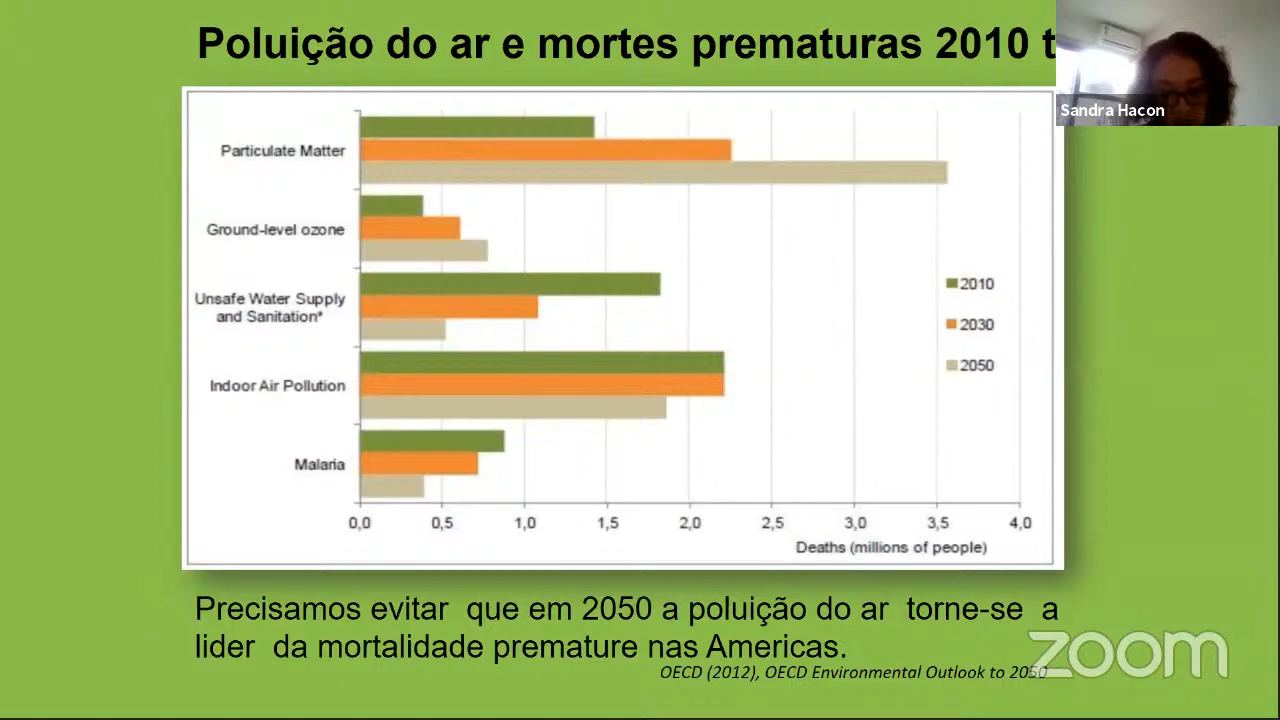 Poluição do ar e mortes prematuras 2010 t
Sandra Hacon
Particulate Matter
Ground-level ozone
Unsafe Water Supply
and Sanitation*
Indoor Air Pollution
Malaria
2010
2030
2050
0,0 0,5 1,0 1,5 2,0 2,5 3,0 3,5 4,0
Deaths (millions of people)
Precisamos evitar que em 2050 a poluição do ar torne-se a
lider da mortalidade premature nas Americas.
OECD (2012), OECD Environmental Outlook to 2050
zoom